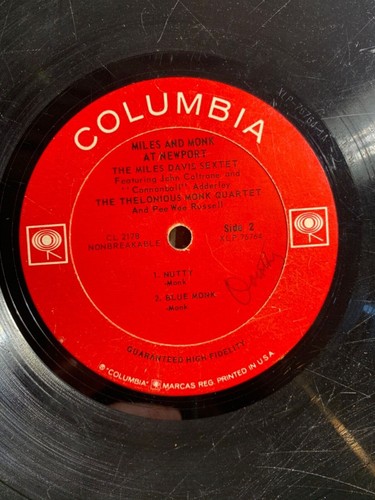 COLUMBIA
MILES AND MONK
AT NEWPORT
THE MILES DAVIS SEXTET
Featuring John Coltrane and
"Cannonball" Adderley
THE THELONIOUS MONK QUARTET
And Pee Wee Russell
CL 2178
NONBREAKABLE
Side 2
XLP 76784
1. NUTTY
-Monk
2. BLUE MONK
-Monk
GUARANTEED HIGH FIDELITY
® "COLUMBIA" MARCAS REG. PRINTED IN U.S.A.